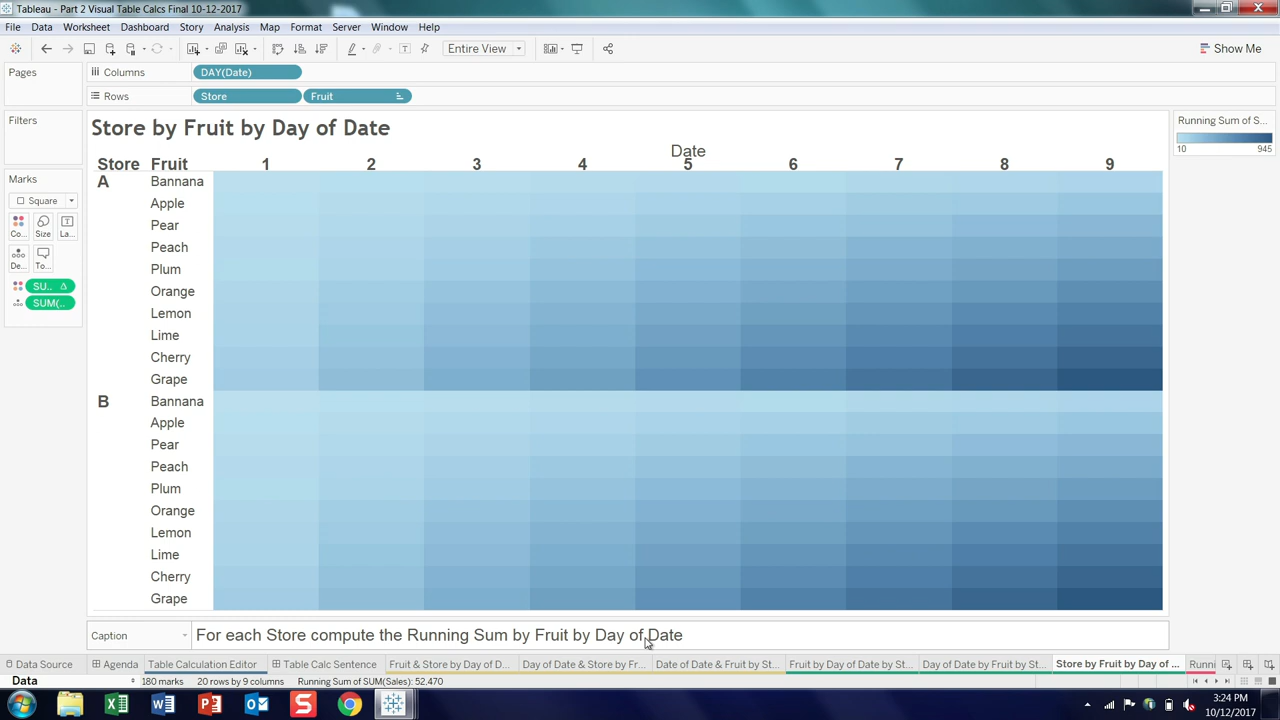 Tableau - Part 2 Visual Table Calcs Final 10-12-2017
File Data Worksheet Dashboard Story Analysis Map Format Server Window Help
Entire View
Show Me
Pages
Columns
DAY(Date)
Rows
Store Fruit
Filters
Store by Fruit by Day of Date
Running Sum of S...
10 945
Date
Store Fruit 1 2 3 4 5 6 7 8 9
Marks
Square
Co... Size La...
De... To...
SU..
SUM(..
A Bannana
Apple
Pear
Peach
Plum
Orange
Lemon
Lime
Cherry
Grape
B Bannana
Apple
Pear
Peach
Plum
Orange
Lemon
Lime
Cherry
Grape
Caption
For each Store compute the Running Sum by Fruit by Day of Date
Data Source Agenda Table Calculation Editor Table Calc Sentence Fruit & Store by Day of D... Day of Date & Store by Fr... Date of Date & Fruit by St... Fruit by Day of Date by St... Day of Date by Fruit by St... Store by Fruit by Day of ... Runni
Data 180 marks 20 rows by 9 columns Running Sum of SUM(Sales): 52.470
3:24 PM
10/12/2017